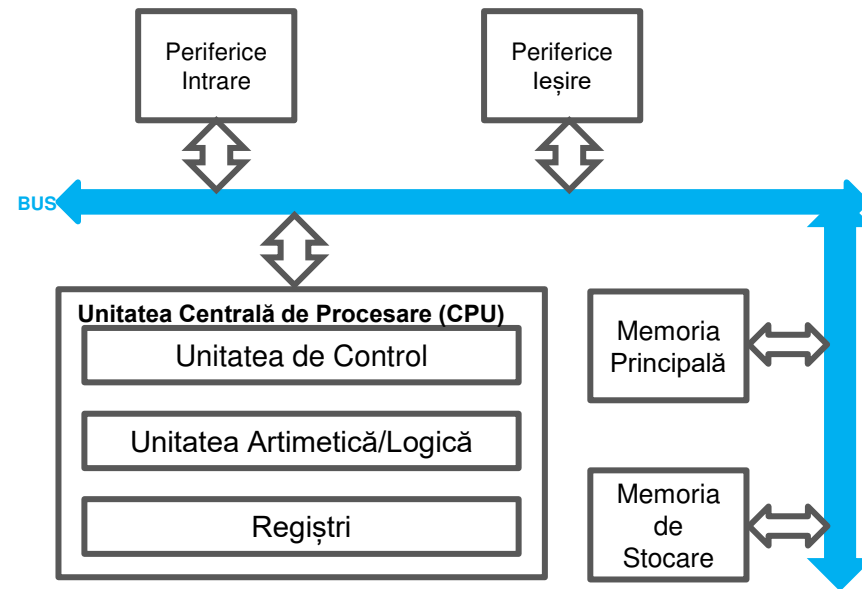 Periferice
Intrare
Periferice
Ieșire
BUS
Unitatea Centrală de Procesare (CPU)
Unitatea de Control
Unitatea Artimetică/Logică
Regiștri
Memoria
Principală
Memoria
de
Stocare